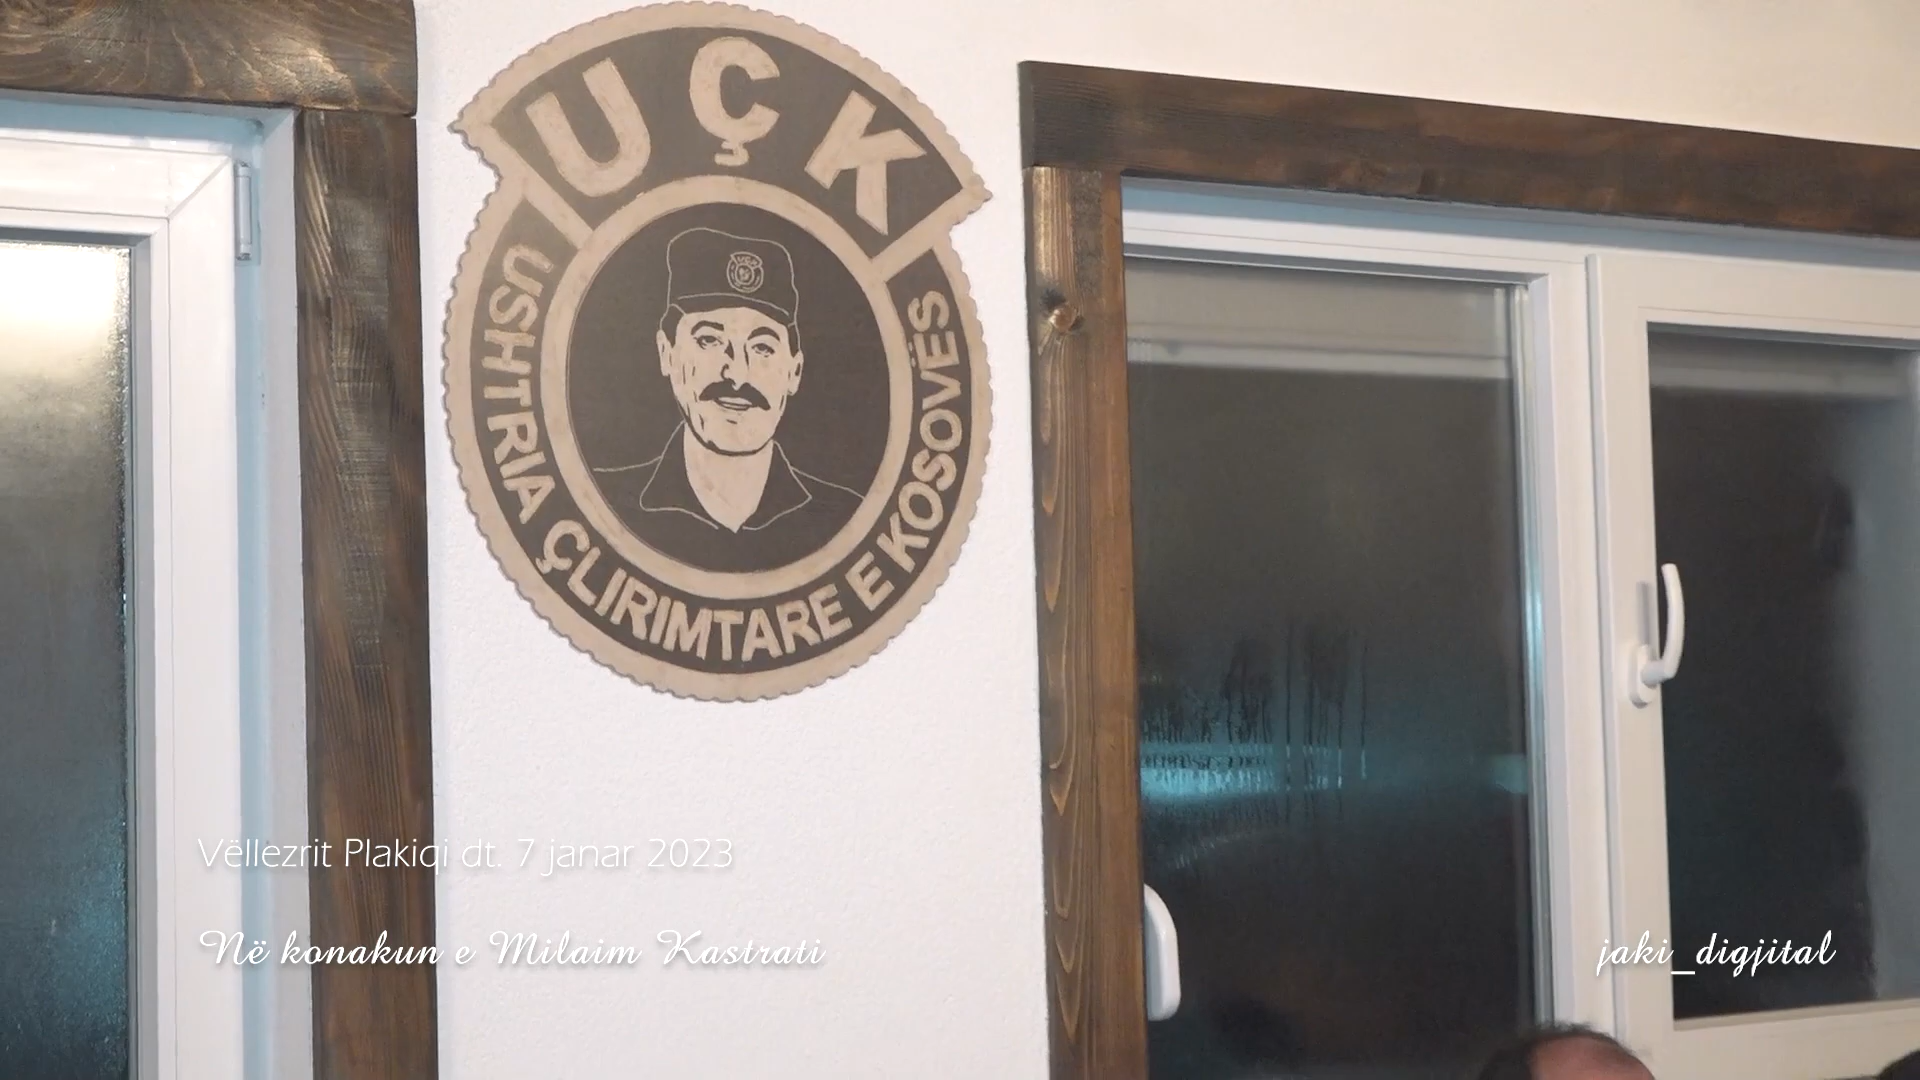 UÇK
USHTRIA ÇLIRIMTARE E KOSOVËS
Vëllezrit Plakiqi dt. 7 janar 2023
Në konakun e Milaim Kastrati
jaki_digjital